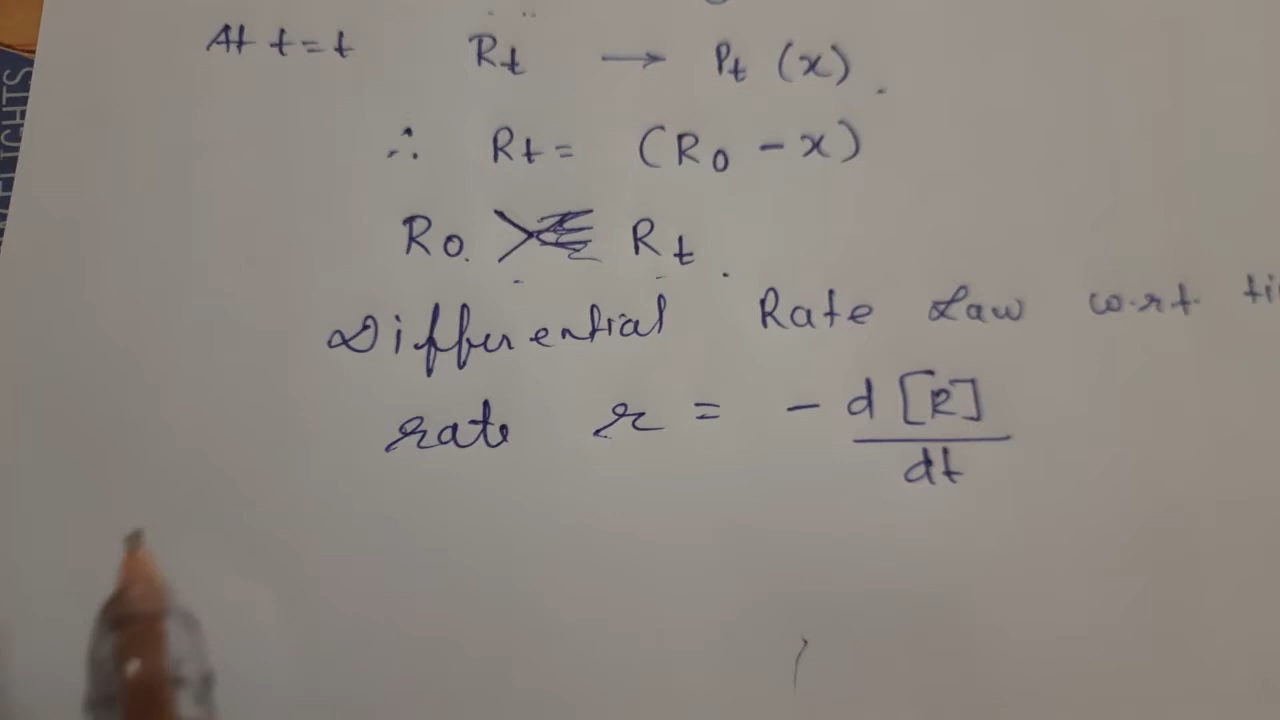 At t = t Rt → Pt (x)
∴ Rt = (R0 - x)
R0 > Rt
Differential Rate Law w.r.t
rate r = - d [R]
dt